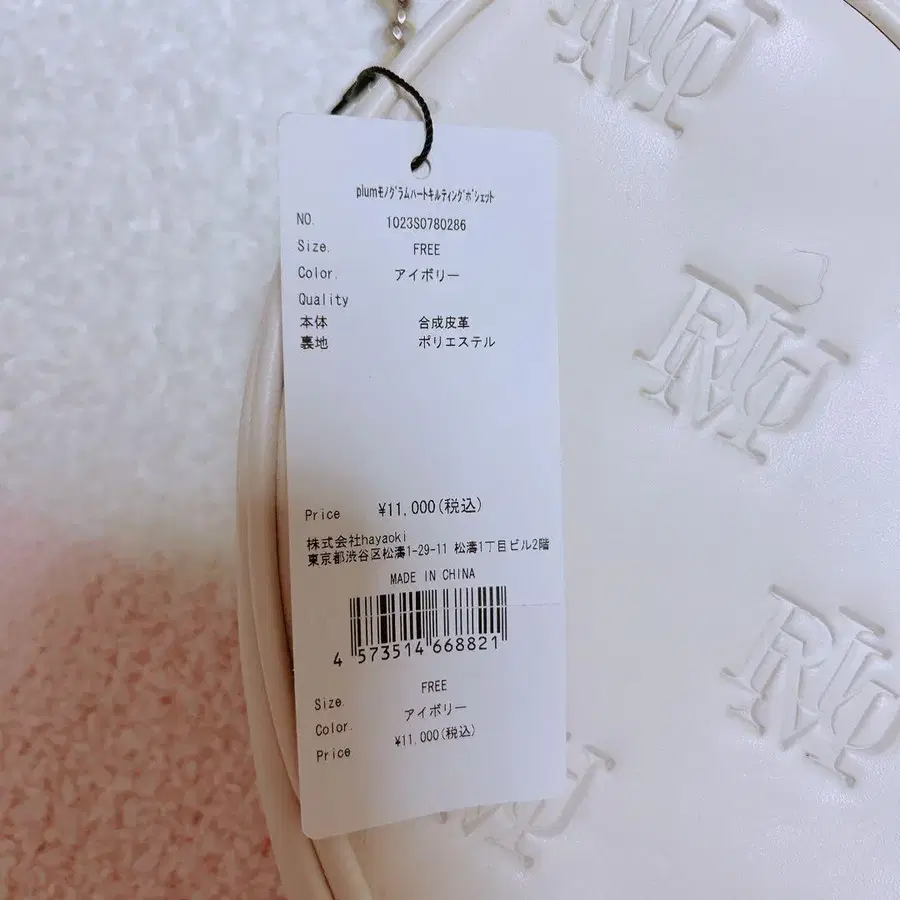 plumモノグラムハートキルティングポシェット
NO. 1023S0780286
Size. FREE
Color. アイボリー
Quality
本体 合成皮革
裏地 ポリエステル
Price ¥11,000(税込)
株式会社hayaoki
東京都渋谷区松濤1-29-11 松濤1丁目ビル2階
MADE IN CHINA
4 573514 668821
Size. FREE
Color. アイボリー
Price ¥11,000(税込)